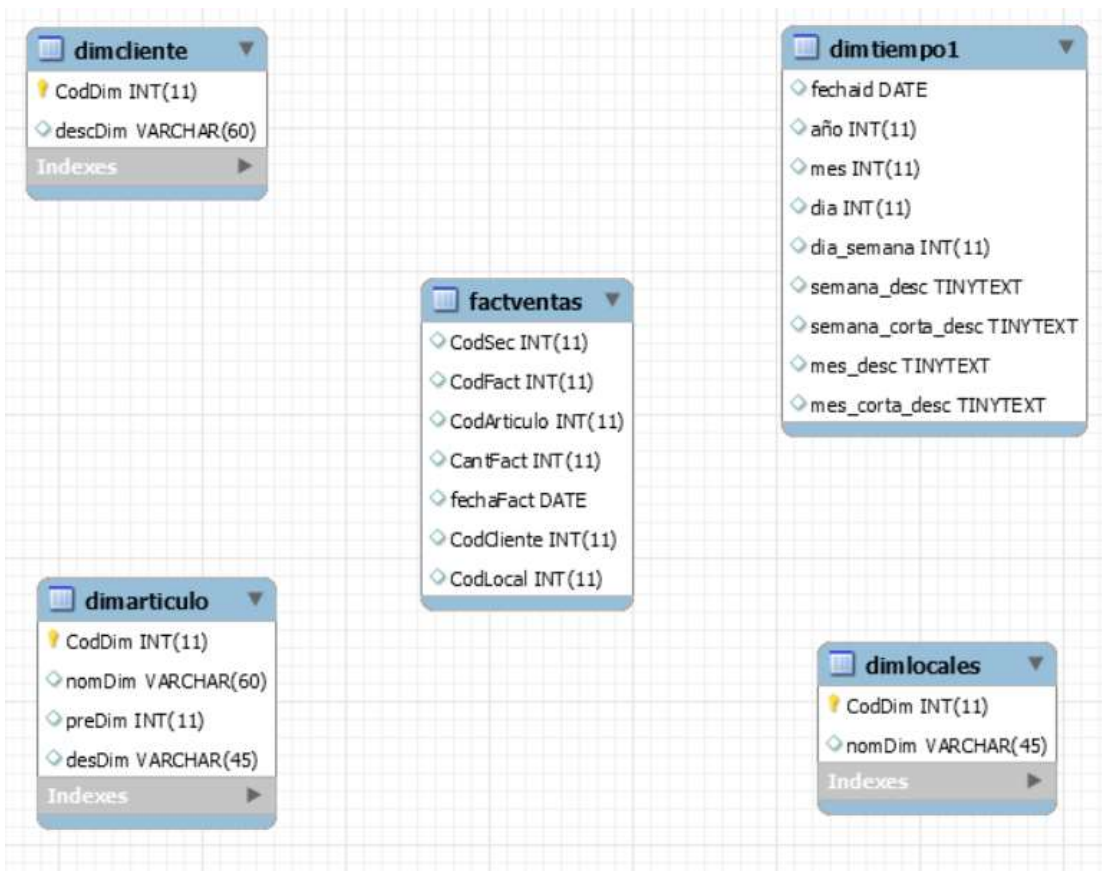 dimcliente
CodDim INT(11)
descDim VARCHAR(60)
Indexes
dimtiempo1
fechaid DATE
año INT(11)
mes INT(11)
dia INT(11)
dia_semana INT(11)
semana_desc TINYTEXT
semana_corta_desc TINYTEXT
mes_desc TINYTEXT
mes_corta_desc TINYTEXT
factventas
CodSec INT(11)
CodFact INT(11)
CodArticulo INT(11)
CantFact INT(11)
fechaFact DATE
CodCliente INT(11)
CodLocal INT(11)
dimarticulo
CodDim INT(11)
nomDim VARCHAR(60)
preDim INT(11)
desDim VARCHAR(45)
Indexes
dimlocales
CodDim INT(11)
nomDim VARCHAR(45)
Indexes